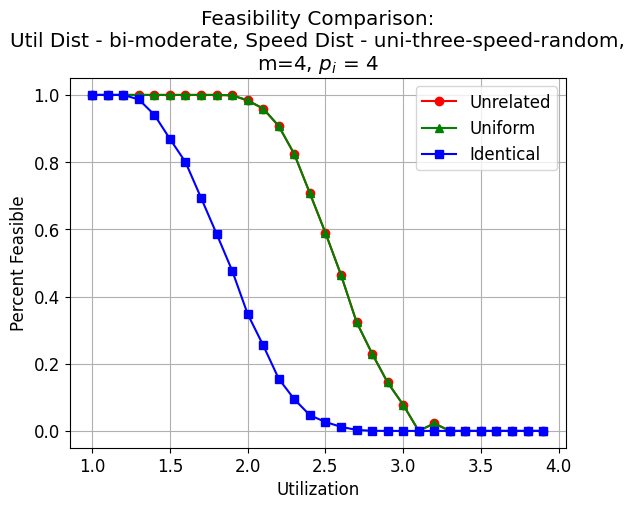 Feasibility Comparison:
Util Dist - bi-moderate, Speed Dist - uni-three-speed-random,
m=4, pᵢ = 4
Unrelated
Uniform
Identical
Percent Feasible
1.0
0.8
0.6
0.4
0.2
0.0
1.0 1.5 2.0 2.5 3.0 3.5 4.0
Utilization